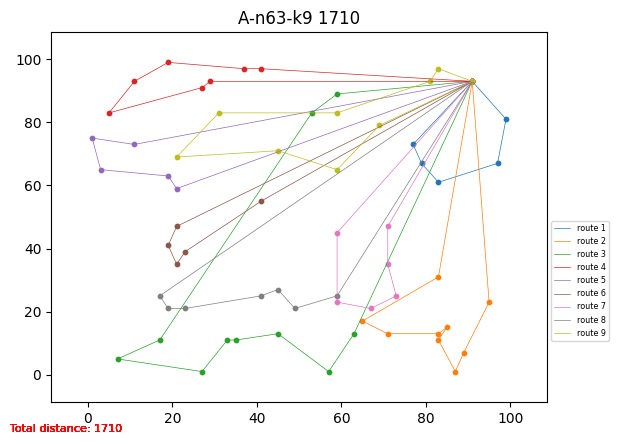 A-n63-k9 1710
100
80
60
40
20
0
0 20 40 60 80 100
route 1
route 2
route 3
route 4
route 5
route 6
route 7
route 8
route 9
Total distance: 1710